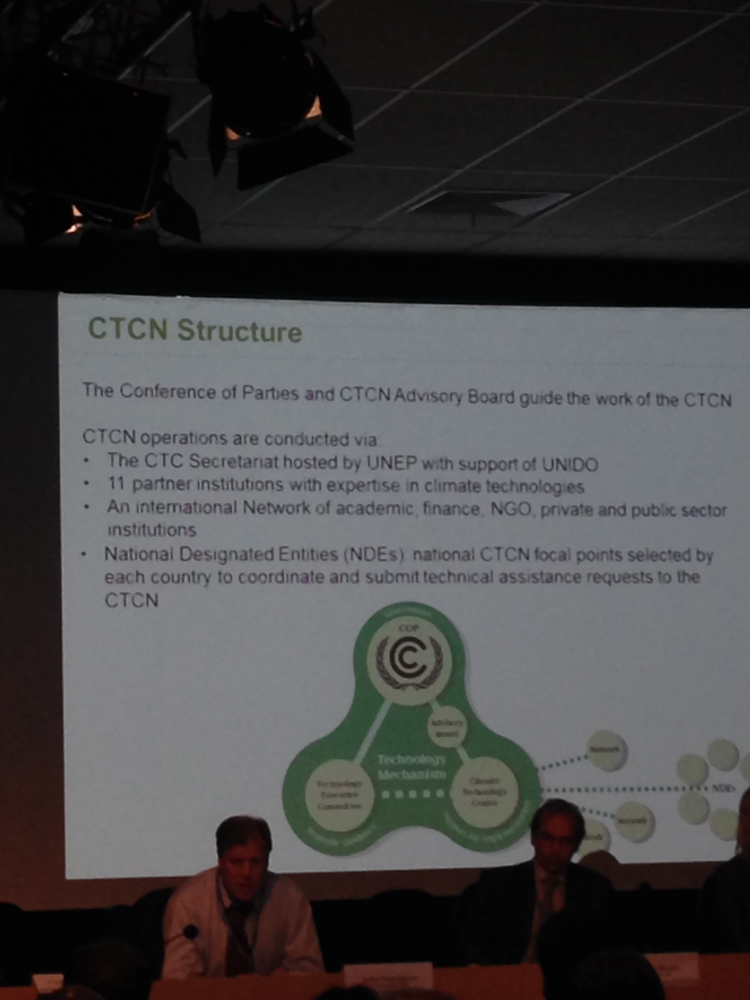 CTCN Structure
The Conference of Parties and CTCN Advisory Board guide the work of the CTCN
CTCN operations are conducted via
• The CTC Secretariat hosted by UNEP with support of UNIDO
• 11 partner institutions with expertise in climate technologies
• An international Network of academic, finance, NGO, private and public sector
institutions
• National Designated Entities (NDEs) national CTCN focal points selected by
each country to coordinate and submit technical assistance requests to the
CTCN
COP
Advisory
Board
Technology
Mechanism
Technology
Executive
Committee
Climate
Technology
Centre
Network
NDEs
Network